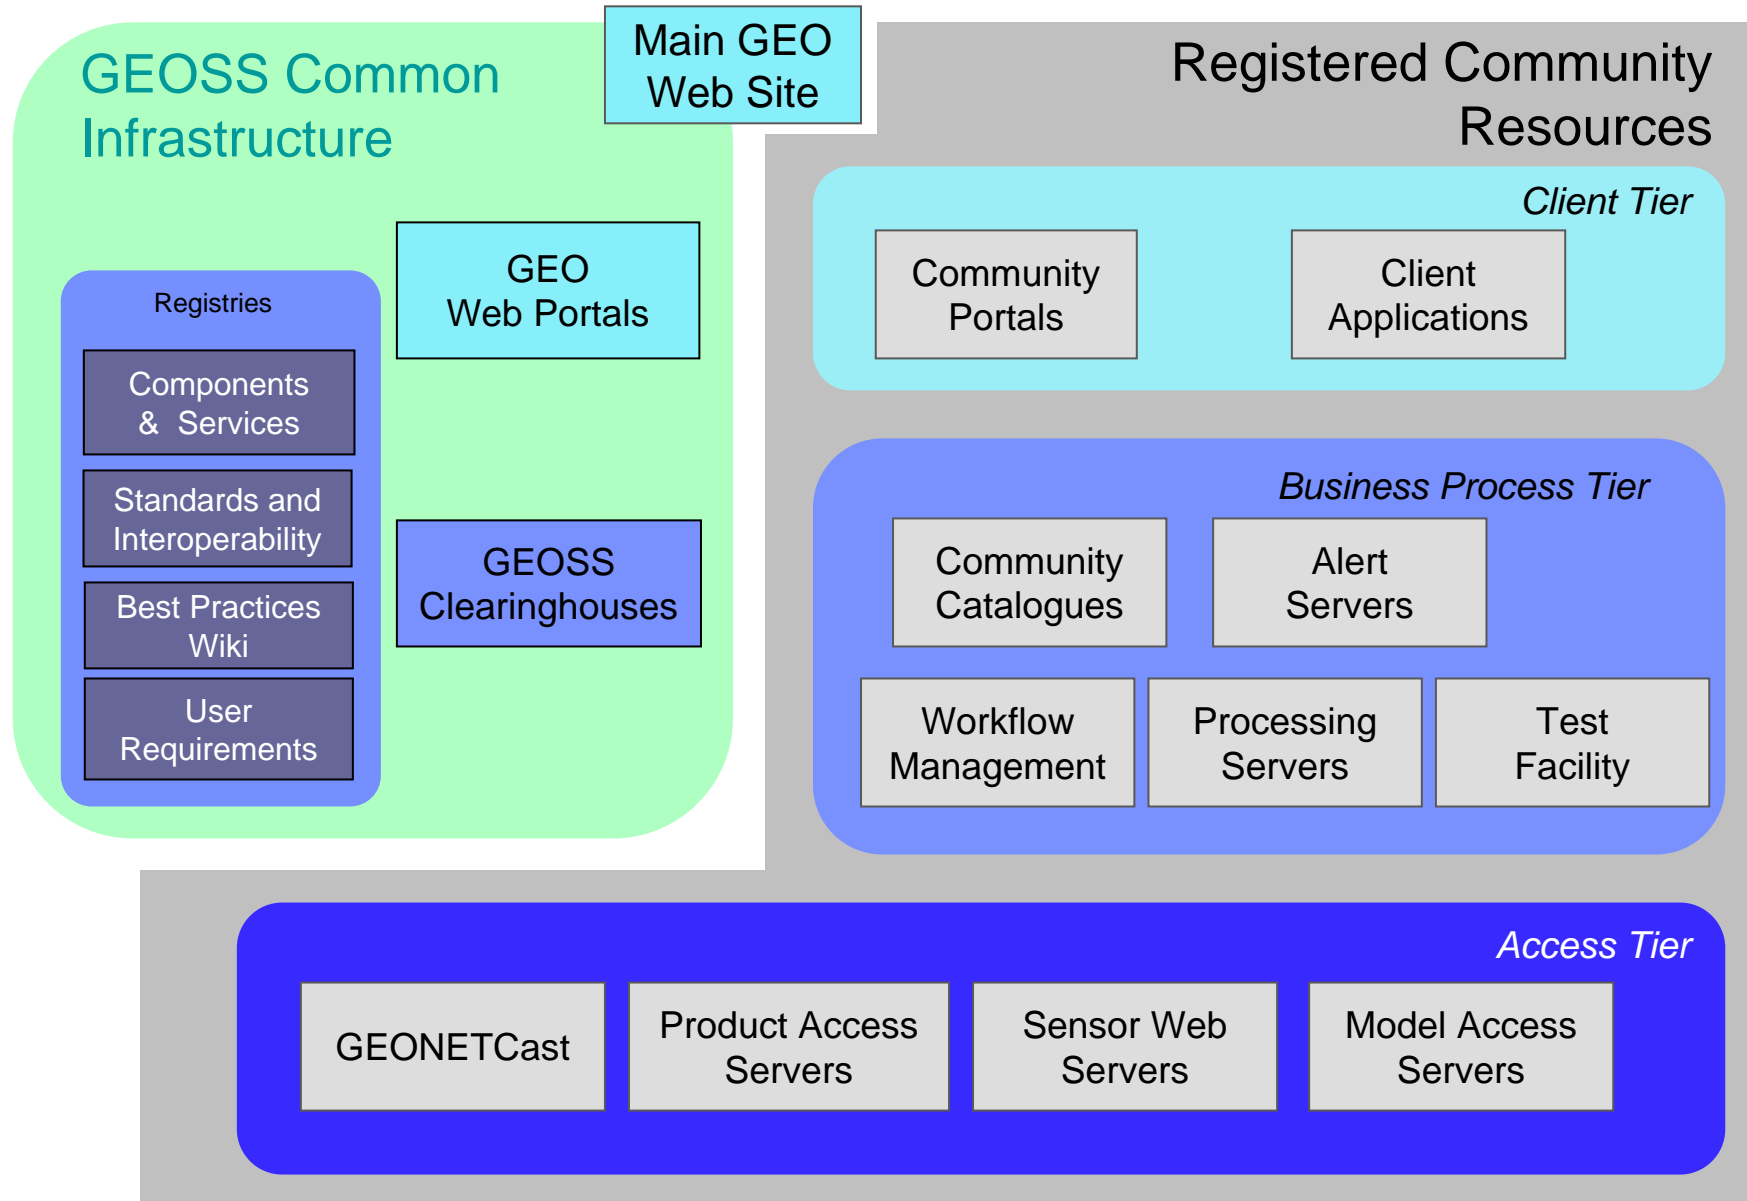 Main GEO
Web Site
GEOSS Common
Infrastructure
GEO
Web Portals
Registries
Components
& Services
Standards and
Interoperability
Best Practices
Wiki
User
Requirements
GEOSS
Clearinghouses
Registered Community
Resources
Client Tier
Community
Portals
Client
Applications
Business Process Tier
Community
Catalogues
Alert
Servers
Workflow
Management
Processing
Servers
Test
Facility
Access Tier
GEONETCast
Product Access
Servers
Sensor Web
Servers
Model Access
Servers